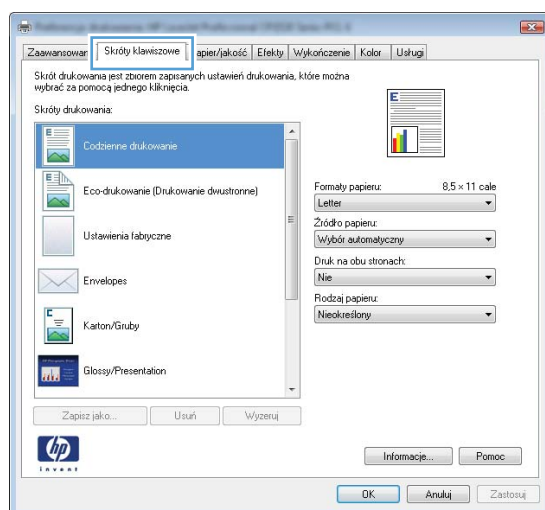 Zaawansowan
Skróty klawiszowe
apier/jakość
Efekty
Wykończenie
Kolor
Usługi
Skrót drukowania jest zbiorem zapisanych ustawień drukowania, które można
wybrać za pomocą jednego kliknięcia.
Skróty drukowania:
E
E
Codzienne drukowanie
E
Eco-drukowanie (Drukowanie dwustronne)
Ustawienia fabryczne
Envelopes
Karton/Gruby
Glossy/Presentation
Formaty papieru: 8,5 × 11 cale
Letter
Źródło papieru:
Wybór automatyczny
Druk na obu stronach:
Nie
Rodzaj papieru:
Nieokreślony
Zapisz jako...
Usuń
Wyzeruj
hp
invent
Informacje...
Pomoc
OK
Anuluj
Zastosuj